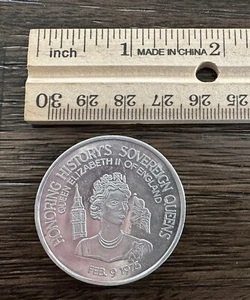 inch 1 MADE IN CHINA 2
30 29 28 27 26 25
HONORING HISTORY'S SOVEREIGN QUEENS
QUEEN ELIZABETH II OF ENGLAND
FEB. 9 1975